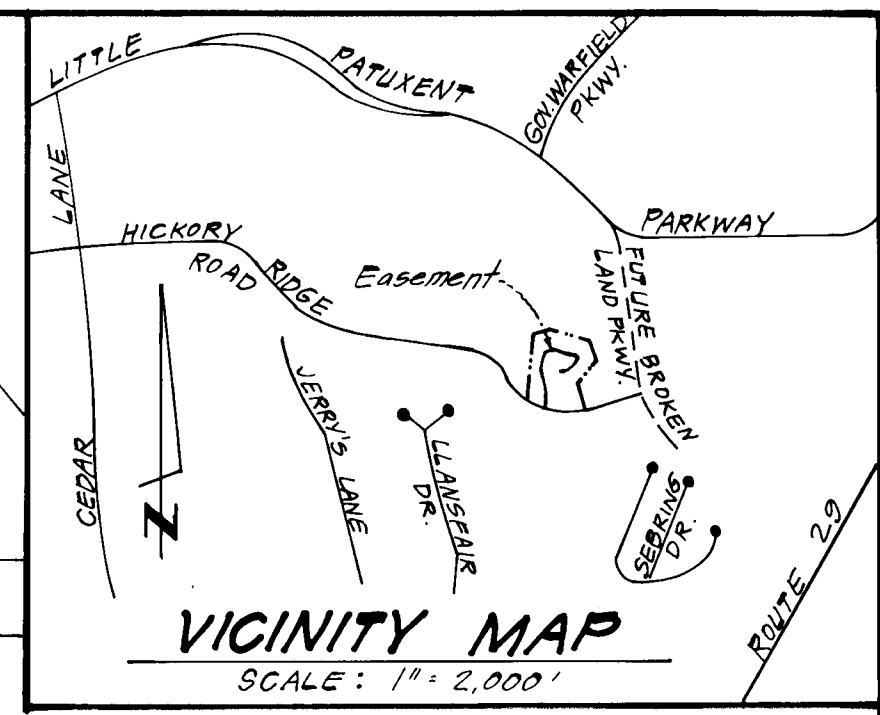 LITTLE
PATUXENT
PARKWAY
GOV. WARFIELD
PKWY.
CEDAR
LANE
HICKORY
RIDGE
ROAD
Easement
FUTURE BROKEN
LAND PKWY.
JERRY'S LANE
LLANSFAIR
DR.
SEBRING
DR.
ROUTE 29
N
VICINITY MAP
SCALE: 1" = 2,000'